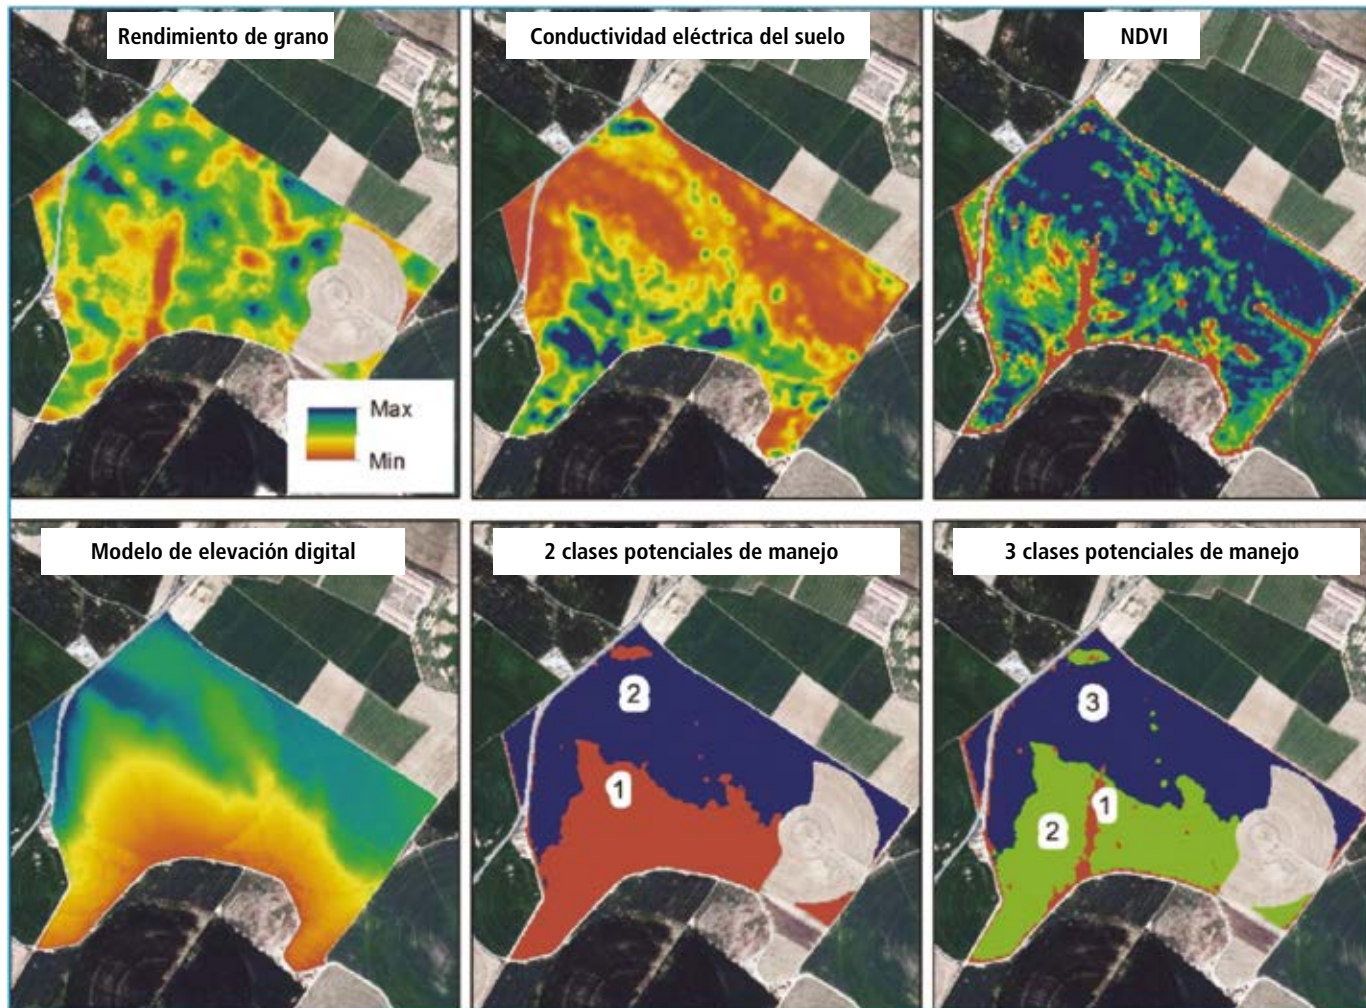 Rendimiento de grano
Conductividad eléctrica del suelo
NDVI
Max
Min
Modelo de elevación digital
2 clases potenciales de manejo
3 clases potenciales de manejo
2
1
3
1
2